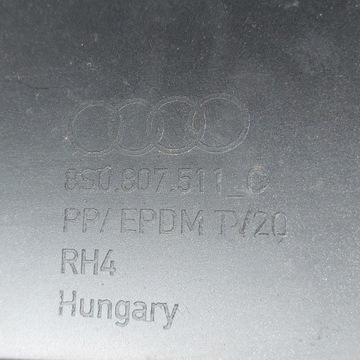 8S0.807.511_C
PP/ EPDM T/20
RH4
Hungary